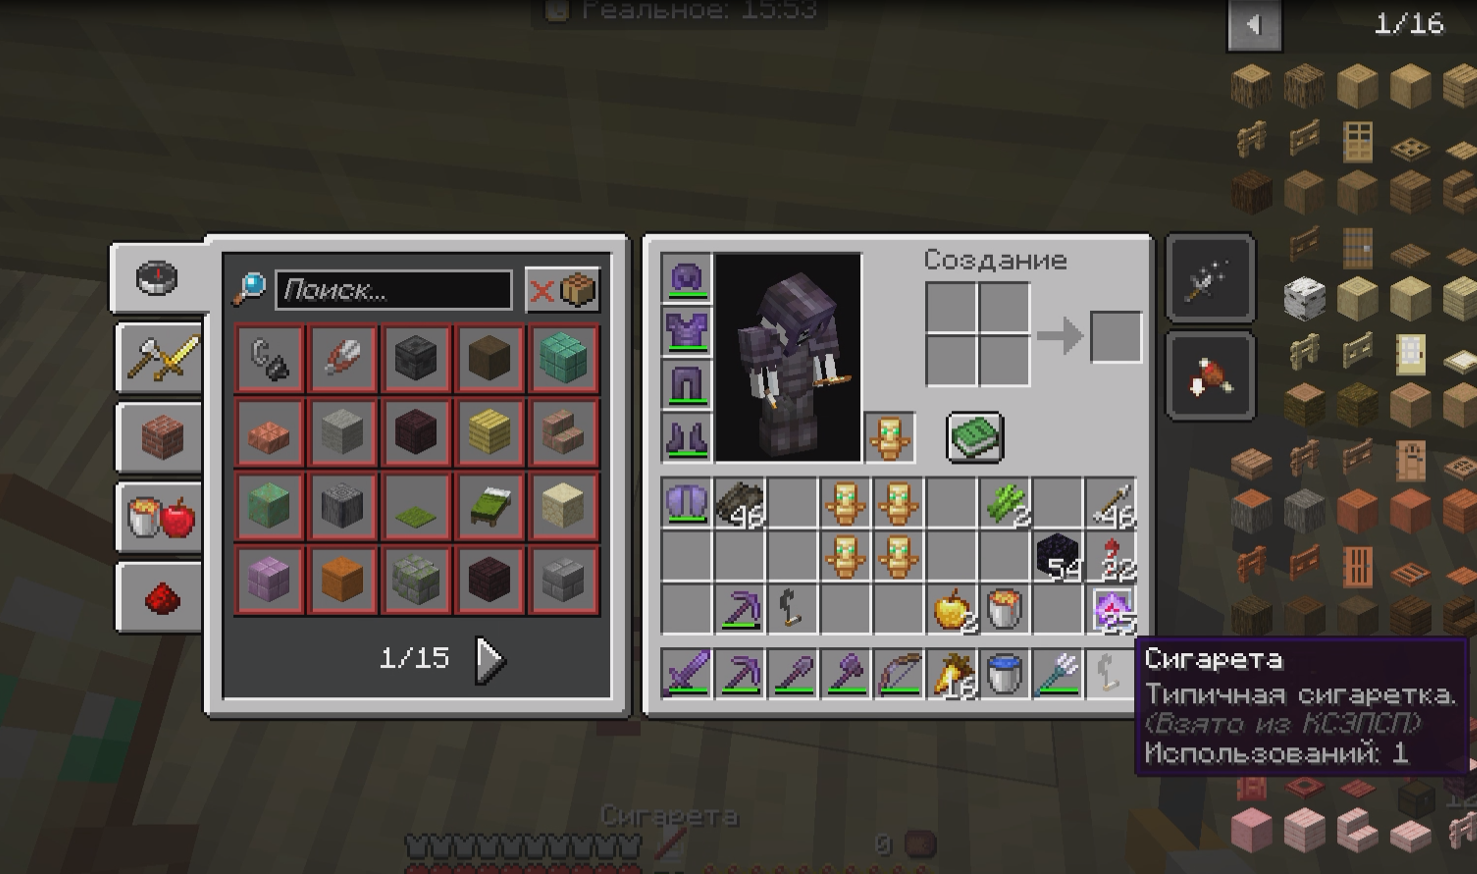 Реальное: 15:53
1/16
Создание
Поиск...
46
2
46
54
22
2
25
1/15
16
Сигарета
Типичная сигаретка.
(Взято из КСЭПСП)
Использований: 1
Сигарета
0